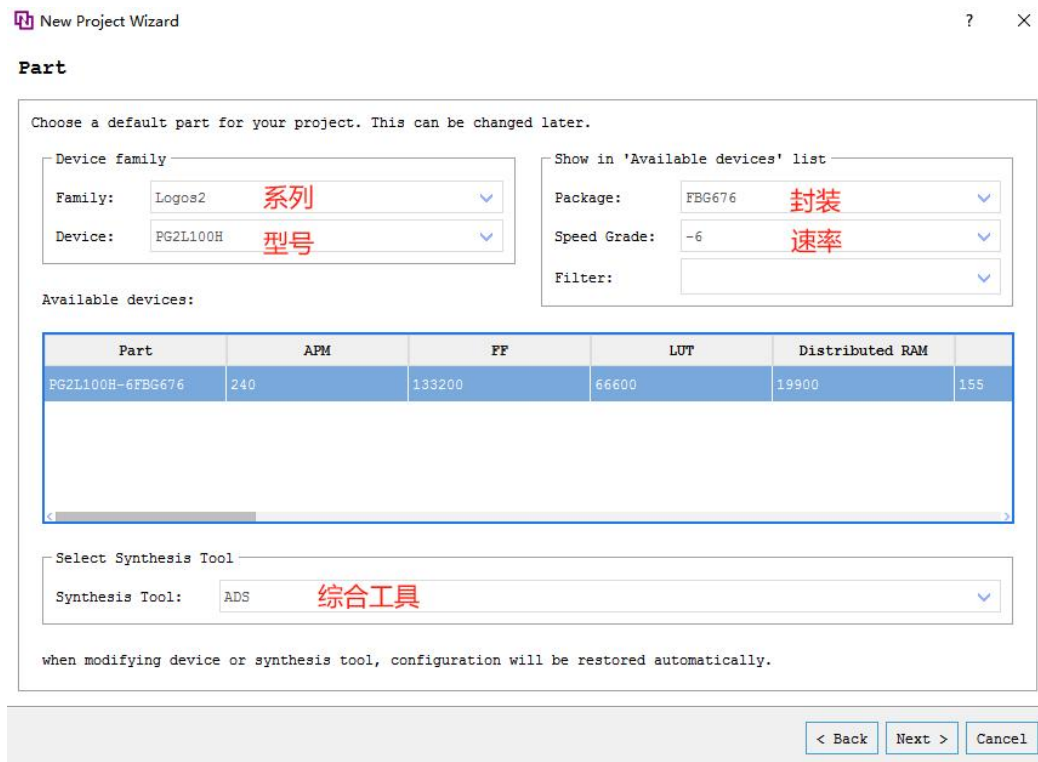 New Project Wizard ? ×
Part
Choose a default part for your project. This can be changed later.
Device family
Family: Logos2 系列
Device: PG2L100H 型号
Show in 'Available devices' list
Package: FBG676 封装
Speed Grade: -6 速率
Filter:
Available devices:
Part APM FF LUT Distributed RAM
PG2L100H-6FBG676 240 133200 66600 19900 155
Select Synthesis Tool
Synthesis Tool: ADS 综合工具
when modifying device or synthesis tool, configuration will be restored automatically.
< Back Next > Cancel